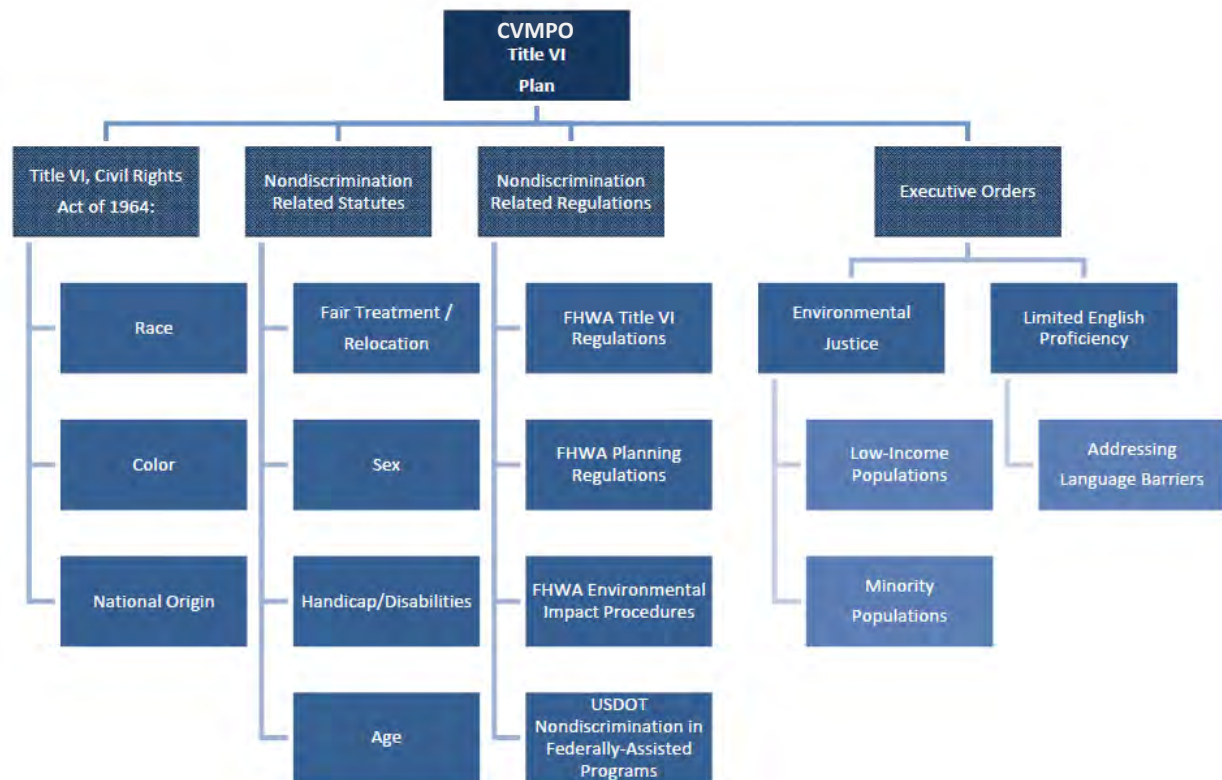 CVMPO
Title VI
Plan
Title VI, Civil Rights
Act of 1964:
Nondiscrimination
Related Statutes
Nondiscrimination
Related Regulations
Executive Orders
Race
Color
National Origin
Fair Treatment /
Relocation
Sex
Handicap/Disabilities
Age
FHWA Title VI
Regulations
FHWA Planning
Regulations
FHWA Environmental
Impact Procedures
USDOT
Nondiscrimination in
Federally-Assisted
Programs
Environmental
Justice
Low-Income
Populations
Minority
Populations
Limited English
Proficiency
Addressing
Language Barriers